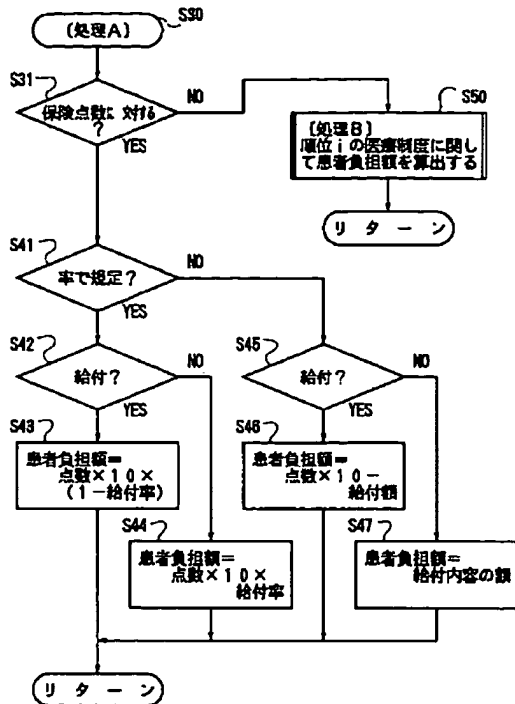 S30
〔処理A〕
S31
保険点数に対する
？
NO
YES
S50
〔処理B〕
順位ｉの医療制度に関し
て患者負担額を算出する
リターン
S41
率で規定？
NO
YES
S42
給付？
NO
YES
S45
給付？
NO
YES
S43
患者負担額＝
点数×１０×
（１－給付率）
S46
患者負担額＝
点数×１０－
給付額
S44
患者負担額＝
点数×１０×
給付率
S47
患者負担額＝
給付内容の額
リターン